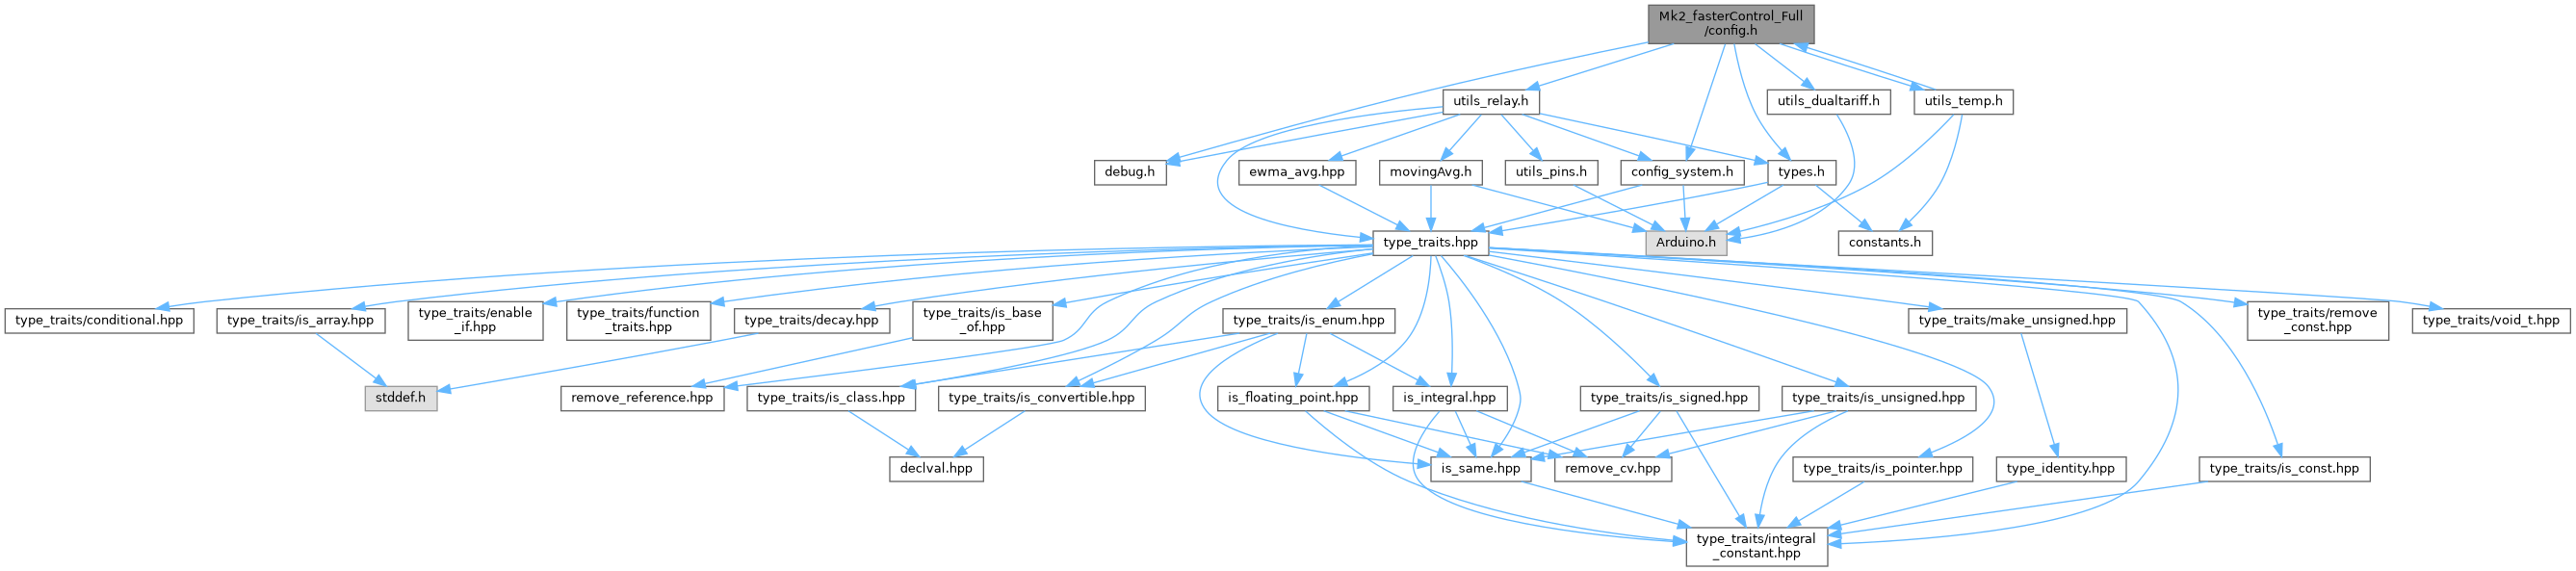 Mk2_fasterControl_Full
/config.h
utils_relay.h
utils_dualtariff.h
utils_temp.h
debug.h
ewma_avg.hpp
movingAvg.h
utils_pins.h
config_system.h
types.h
type_traits.hpp
Arduino.h
constants.h
type_traits/conditional.hpp
type_traits/is_array.hpp
type_traits/enable
_if.hpp
type_traits/function
_traits.hpp
type_traits/decay.hpp
type_traits/is_base
_of.hpp
type_traits/is_enum.hpp
type_traits/make_unsigned.hpp
type_traits/remove
_const.hpp
type_traits/void_t.hpp
stddef.h
remove_reference.hpp
type_traits/is_class.hpp
type_traits/is_convertible.hpp
is_floating_point.hpp
is_integral.hpp
type_traits/is_signed.hpp
type_traits/is_unsigned.hpp
declval.hpp
is_same.hpp
remove_cv.hpp
type_traits/is_pointer.hpp
type_identity.hpp
type_traits/is_const.hpp
type_traits/integral
_constant.hpp